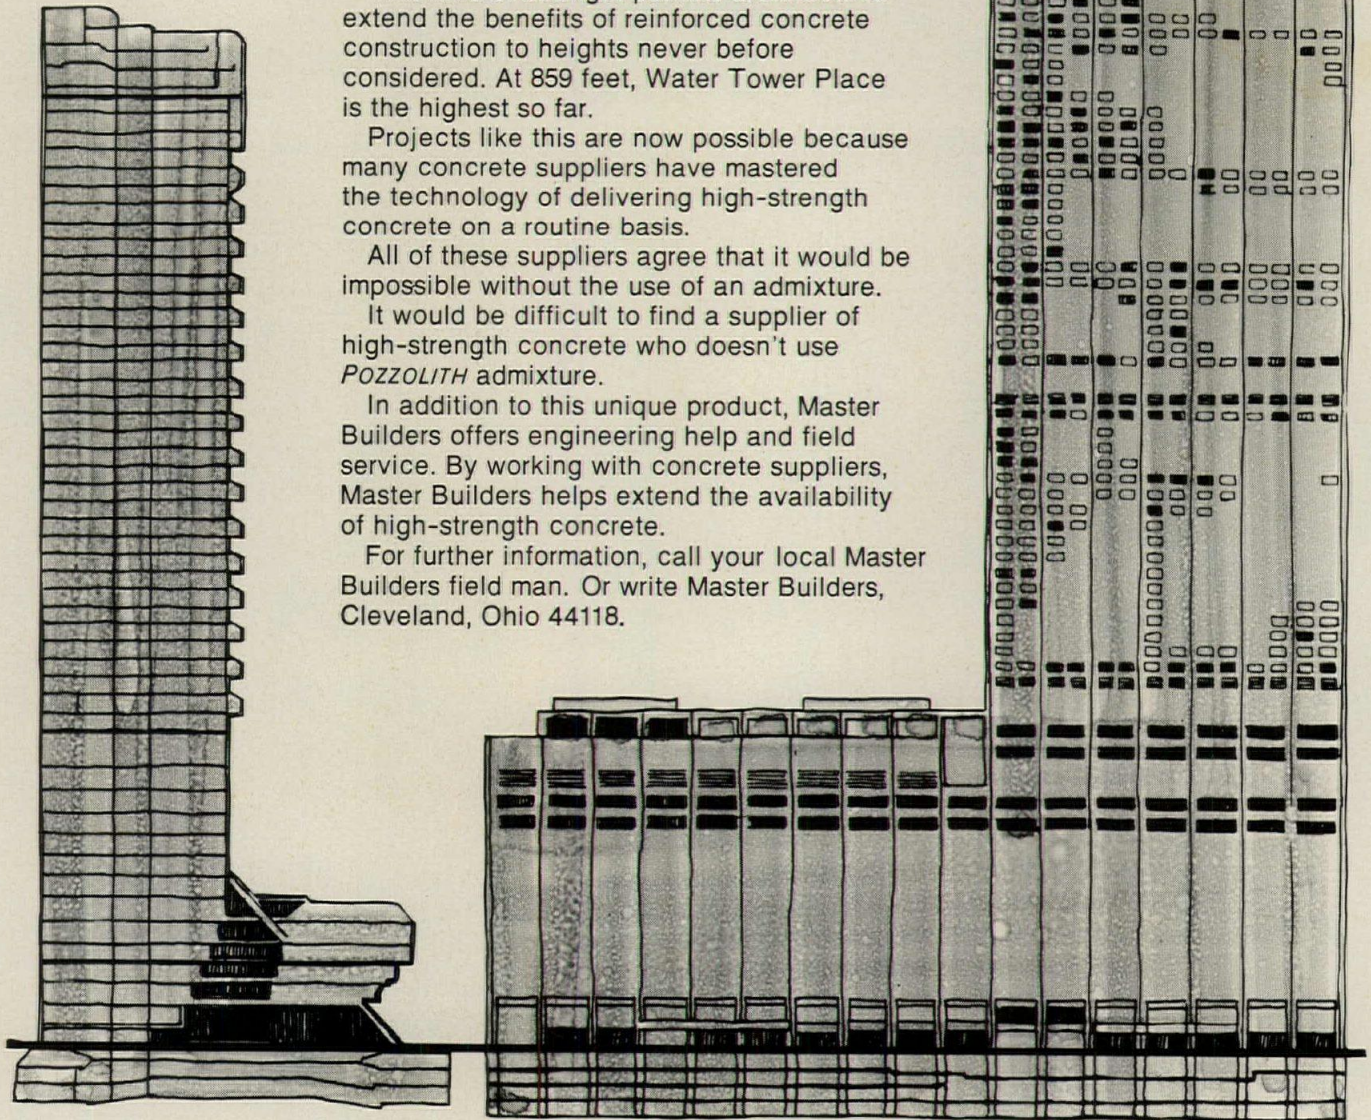 extend the benefits of reinforced concrete
construction to heights never before
considered. At 859 feet, Water Tower Place
is the highest so far.
Projects like this are now possible because
many concrete suppliers have mastered
the technology of delivering high-strength
concrete on a routine basis.
All of these suppliers agree that it would be
impossible without the use of an admixture.
It would be difficult to find a supplier of
high-strength concrete who doesn't use
POZZOLITH admixture.
In addition to this unique product, Master
Builders offers engineering help and field
service. By working with concrete suppliers,
Master Builders helps extend the availability
of high-strength concrete.
For further information, call your local Master
Builders field man. Or write Master Builders,
Cleveland, Ohio 44118.